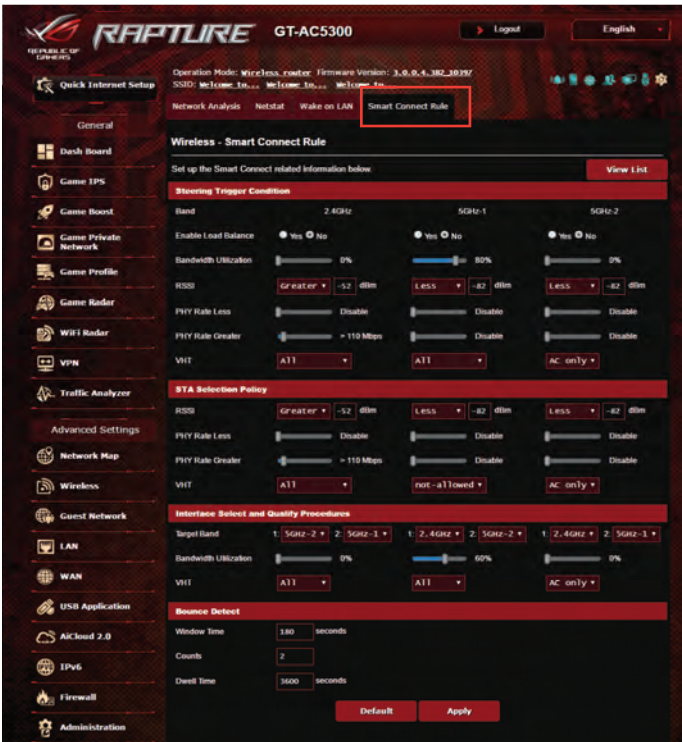 REPUBLIC OF GAMERS
RAPTURE GT-AC5300 Logout English
Quick Internet Setup
Operation Mode: Wireless router Firmware Version: 3.0.0.4.382_10397
SSID: Welcome to... Welcome to... Welcome to...
Network Analysis Netstat Wake on LAN Smart Connect Rule
General
Dash Board
Game IPS
Game Boost
Game Private Network
Game Profile
Game Radar
WiFi Radar
VPN
Traffic Analyzer
Advanced Settings
Network Map
Wireless
Guest Network
LAN
WAN
USB Application
AiCloud 2.0
IPv6
Firewall
Administration
Wireless - Smart Connect Rule
Set up the Smart Connect related information below. View List
Steering Trigger Condition
Band 2.4GHz 5GHz-1 5GHz-2
Enable Load Balance Yes No Yes No Yes No
Bandwidth Utilization 0% 80% 0%
RSSI Greater -52 dBm Less -82 dBm Less -82 dBm
PHY Rate Less Disable Disable Disable
PHY Rate Greater > 110 Mbps Disable Disable
VHT All All AC only
STA Selection Policy
RSSI Greater -52 dBm Less -82 dBm Less -82 dBm
PHY Rate Less Disable Disable Disable
PHY Rate Greater > 110 Mbps Disable Disable
VHT All not-allowed AC only
Interface Select and Qualify Procedures
Target Band 1: 5GHz-2 2: 5GHz-1 1: 2.4GHz 2: 5GHz-2 1: 2.4GHz 2: 5GHz-1
Bandwidth Utilization 0% 60% 0%
VHT All All AC only
Bounce Detect
Window Time 180 seconds
Counts 2
Dwell Time 3600 seconds
Default Apply